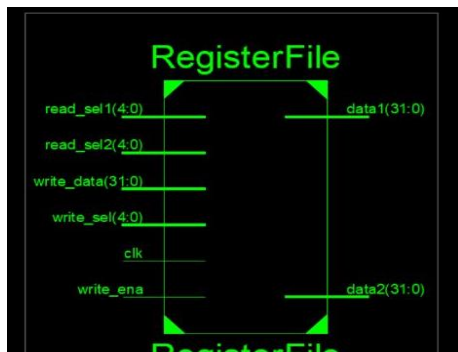 RegisterFile
read_sel1(4:0) data1(31:0)
read_sel2(4:0)
write_data(31:0)
write_sel(4:0)
clk
write_ena data2(31:0)
RegisterFile